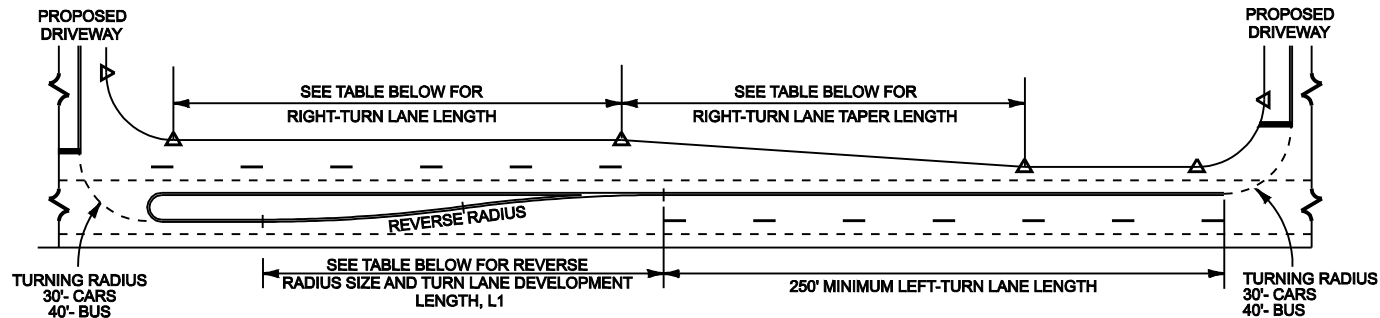 PROPOSED
DRIVEWAY
PROPOSED
DRIVEWAY
SEE TABLE BELOW FOR
RIGHT-TURN LANE LENGTH
SEE TABLE BELOW FOR
RIGHT-TURN LANE TAPER LENGTH
REVERSE RADIUS
TURNING RADIUS
30'- CARS
40'- BUS
SEE TABLE BELOW FOR REVERSE
RADIUS SIZE AND TURN LANE DEVELOPMENT
LENGTH, L1
250' MINIMUM LEFT-TURN LANE LENGTH
TURNING RADIUS
30'- CARS
40'- BUS